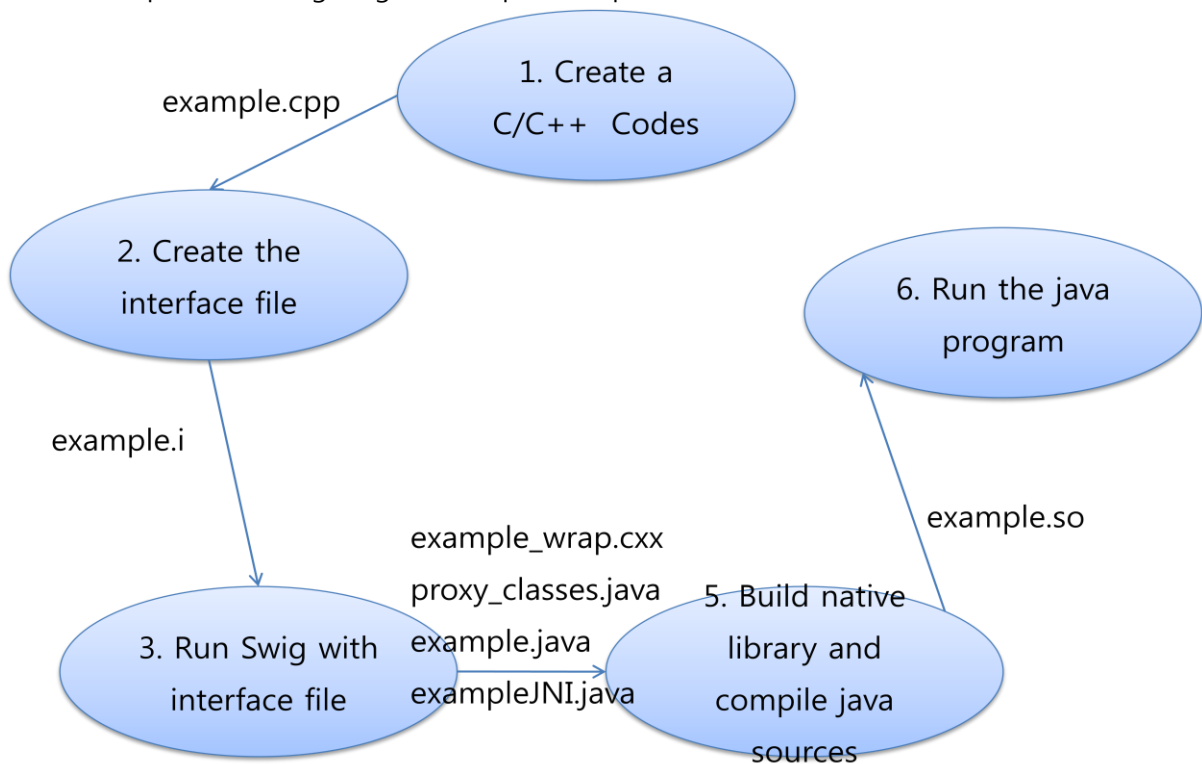 1. Create a
C/C++ Codes
example.cpp
2. Create the
interface file
example.i
3. Run Swig with
interface file
example_wrap.cxx
proxy_classes.java
example.java
exampleJNI.java
5. Build native
library and
compile java
sources
example.so
6. Run the java
program